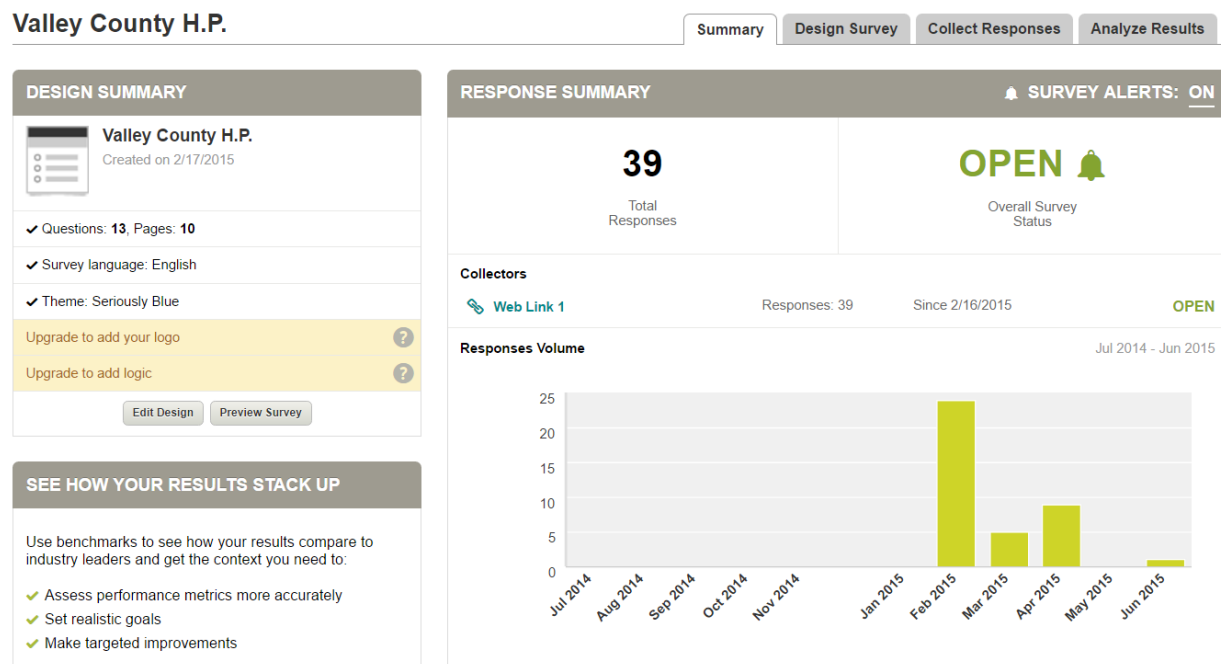 Valley County H.P.
Summary
Design Survey
Collect Responses
Analyze Results
DESIGN SUMMARY
Valley County H.P.
Created on 2/17/2015
Questions: 13, Pages: 10
Survey language: English
Theme: Seriously Blue
Upgrade to add your logo
?
Upgrade to add logic
?
Edit Design
Preview Survey
SEE HOW YOUR RESULTS STACK UP
Use benchmarks to see how your results compare to
industry leaders and get the context you need to:
Assess performance metrics more accurately
Set realistic goals
Make targeted improvements
RESPONSE SUMMARY
SURVEY ALERTS: ON
39
Total
Responses
OPEN
Overall Survey
Status
Collectors
Web Link 1
Responses: 39
Since 2/16/2015
OPEN
Responses Volume
Jul 2014 - Jun 2015
25
20
15
10
5
0
Jul 2014
Aug 2014
Sep 2014
Oct 2014
Nov 2014
Jan 2015
Feb 2015
Mar 2015
Apr 2015
May 2015
Jun 2015